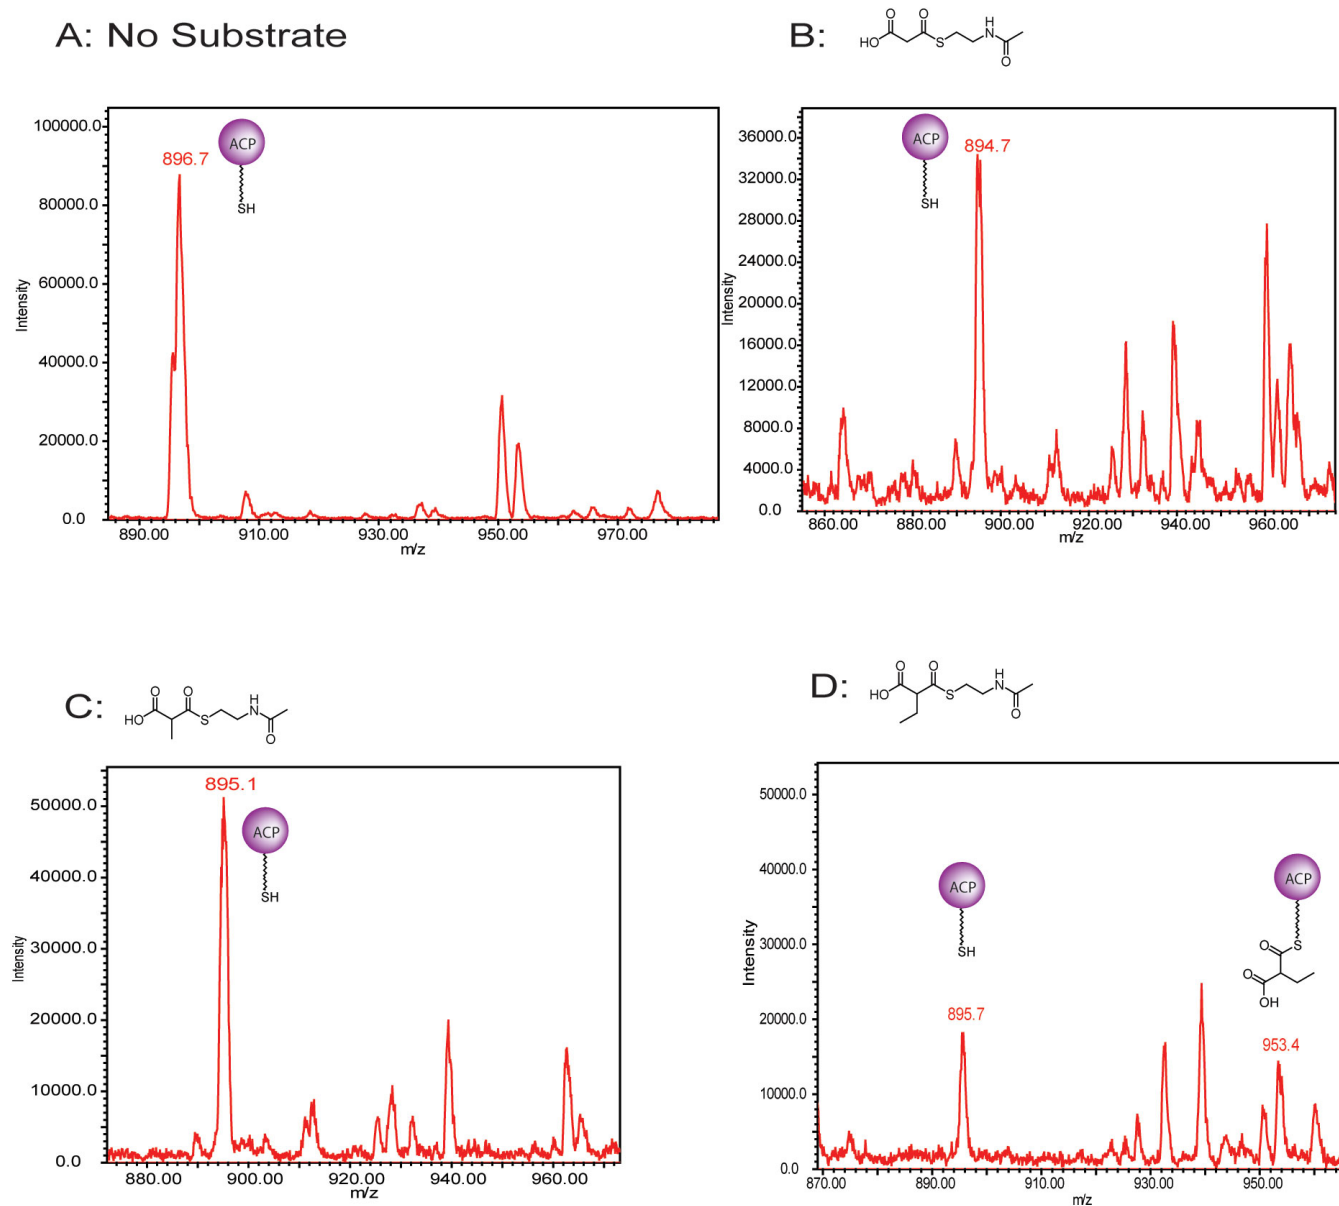 A: No Substrate
B:
O O H
HO S N
O
100000.0
80000.0
60000.0
40000.0
20000.0
0.0
Intensity
896.7
ACP
SH
890.00 910.00 930.00 950.00 970.00
m/z
36000.0
32000.0
28000.0
24000.0
20000.0
16000.0
12000.0
8000.0
4000.0
0.0
Intensity
ACP
894.7
SH
860.00 880.00 900.00 920.00 940.00 960.00
m/z
C:
O O H
HO S N
O
50000.0
40000.0
30000.0
20000.0
10000.0
0.0
Intensity
895.1
ACP
SH
880.00 900.00 920.00 940.00 960.00
m/z
D:
O O H
HO S N
O
50000.0
40000.0
30000.0
20000.0
10000.0
0.0
Intensity
ACP
SH
895.7
ACP
O S
O
OH
953.4
870.00 890.00 910.00 930.00 950.00
m/z